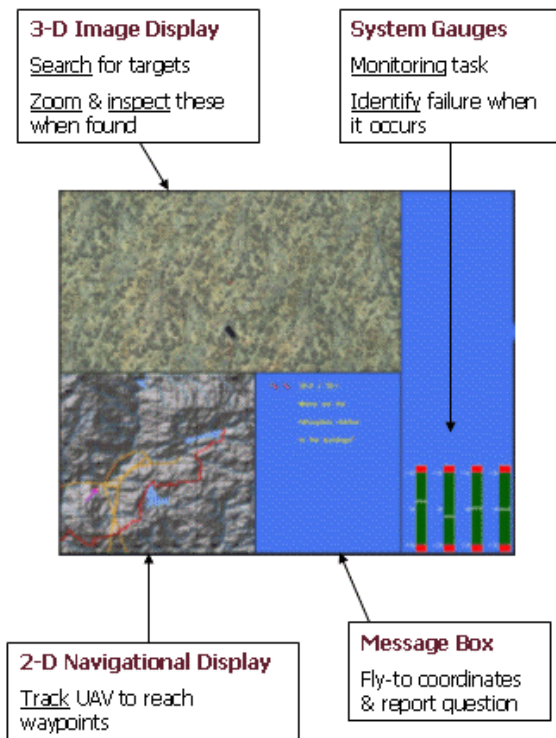 3-D Image Display
Search for targets
Zoom & inspect these
when found
System Gauges
Monitoring task
Identify failure when
it occurs
2-D Navigational Display
Track UAV to reach
waypoints
Message Box
Fly-to coordinates
& report question